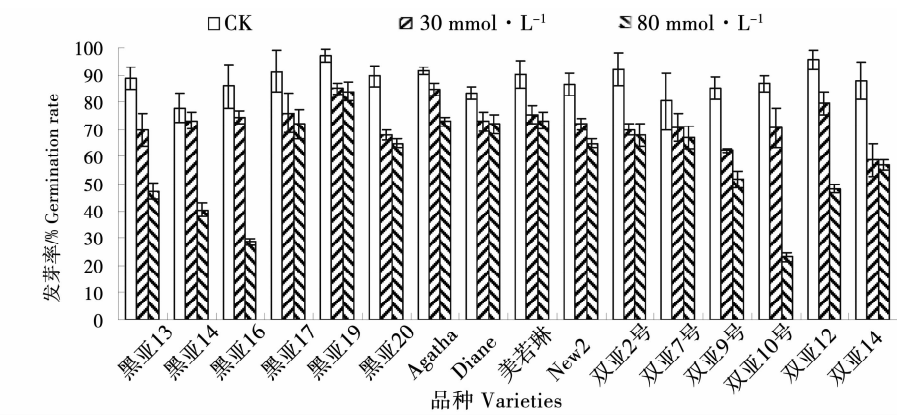 CK 30 mmol·L⁻¹ 80 mmol·L⁻¹
发芽率/% Germination rate
100
90
80
70
60
50
40
30
20
10
0
黑亚13
黑亚14
黑亚16
黑亚17
黑亚19
黑亚20
Agatha
Diane
美若琳
New2
双亚2号
双亚7号
双亚9号
双亚10号
双亚12
双亚14
品种 Varieties